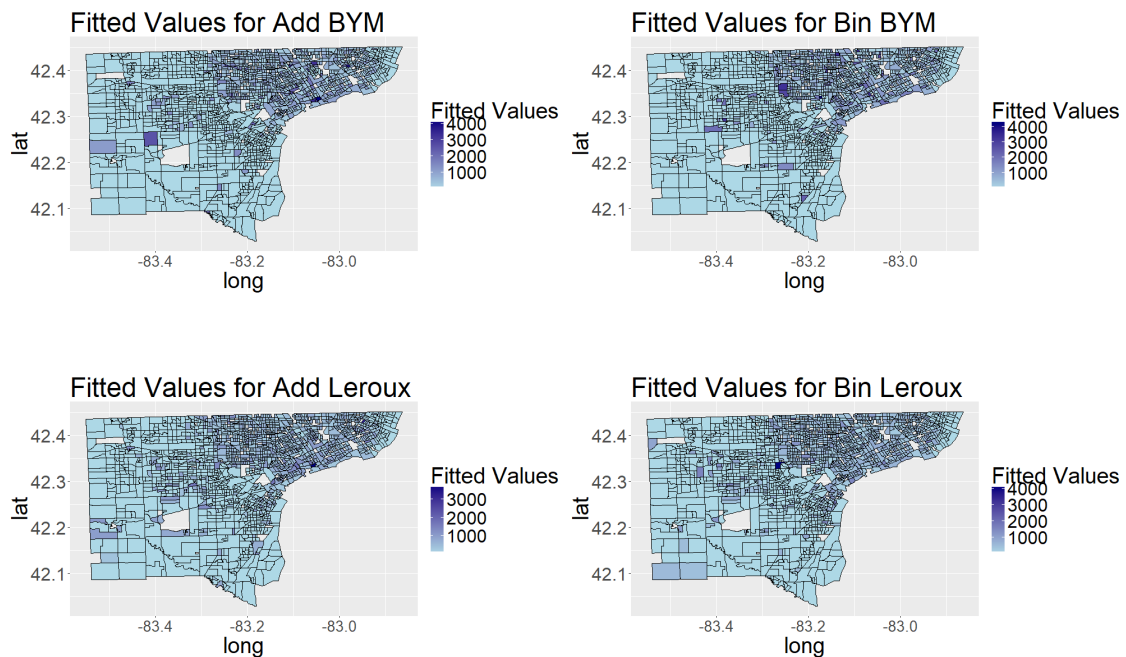 Fitted Values for Add BYM
42.4
42.3
42.2
42.1
lat
-83.4
-83.2
-83.0
long
Fitted Values
4000
3000
2000
1000
Fitted Values for Bin BYM
42.4
42.3
42.2
42.1
lat
-83.4
-83.2
-83.0
long
Fitted Values
4000
3000
2000
1000
Fitted Values for Add Leroux
42.4
42.3
42.2
42.1
lat
-83.4
-83.2
-83.0
long
Fitted Values
3000
2000
1000
Fitted Values for Bin Leroux
42.4
42.3
42.2
42.1
lat
-83.4
-83.2
-83.0
long
Fitted Values
4000
3000
2000
1000